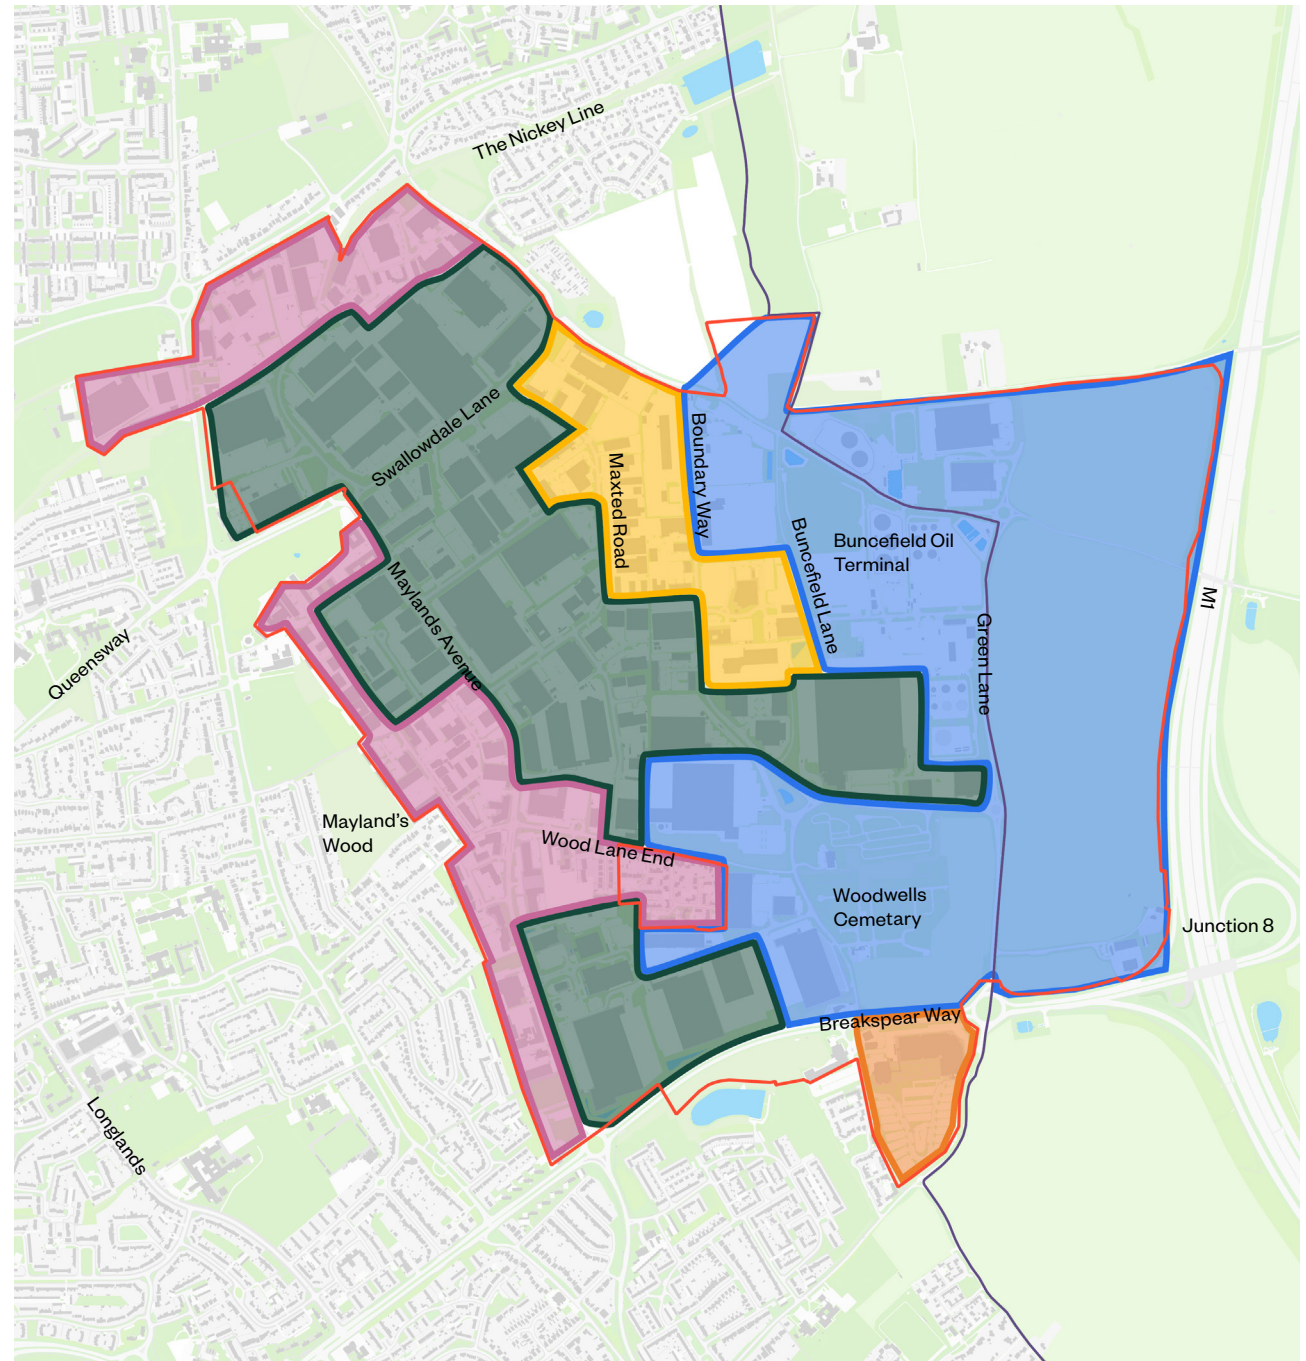 The Nickey Line
Swallowdale Lane
Boundary Way
Maxted Road
Buncefield Lane
Buncefield Oil
Terminal
M1
Maylands Avenue
Green Lane
Queensway
Mayland's
Wood
Wood Lane End
Woodwells
Cemetary
Junction 8
Breakspear Way
Longlands